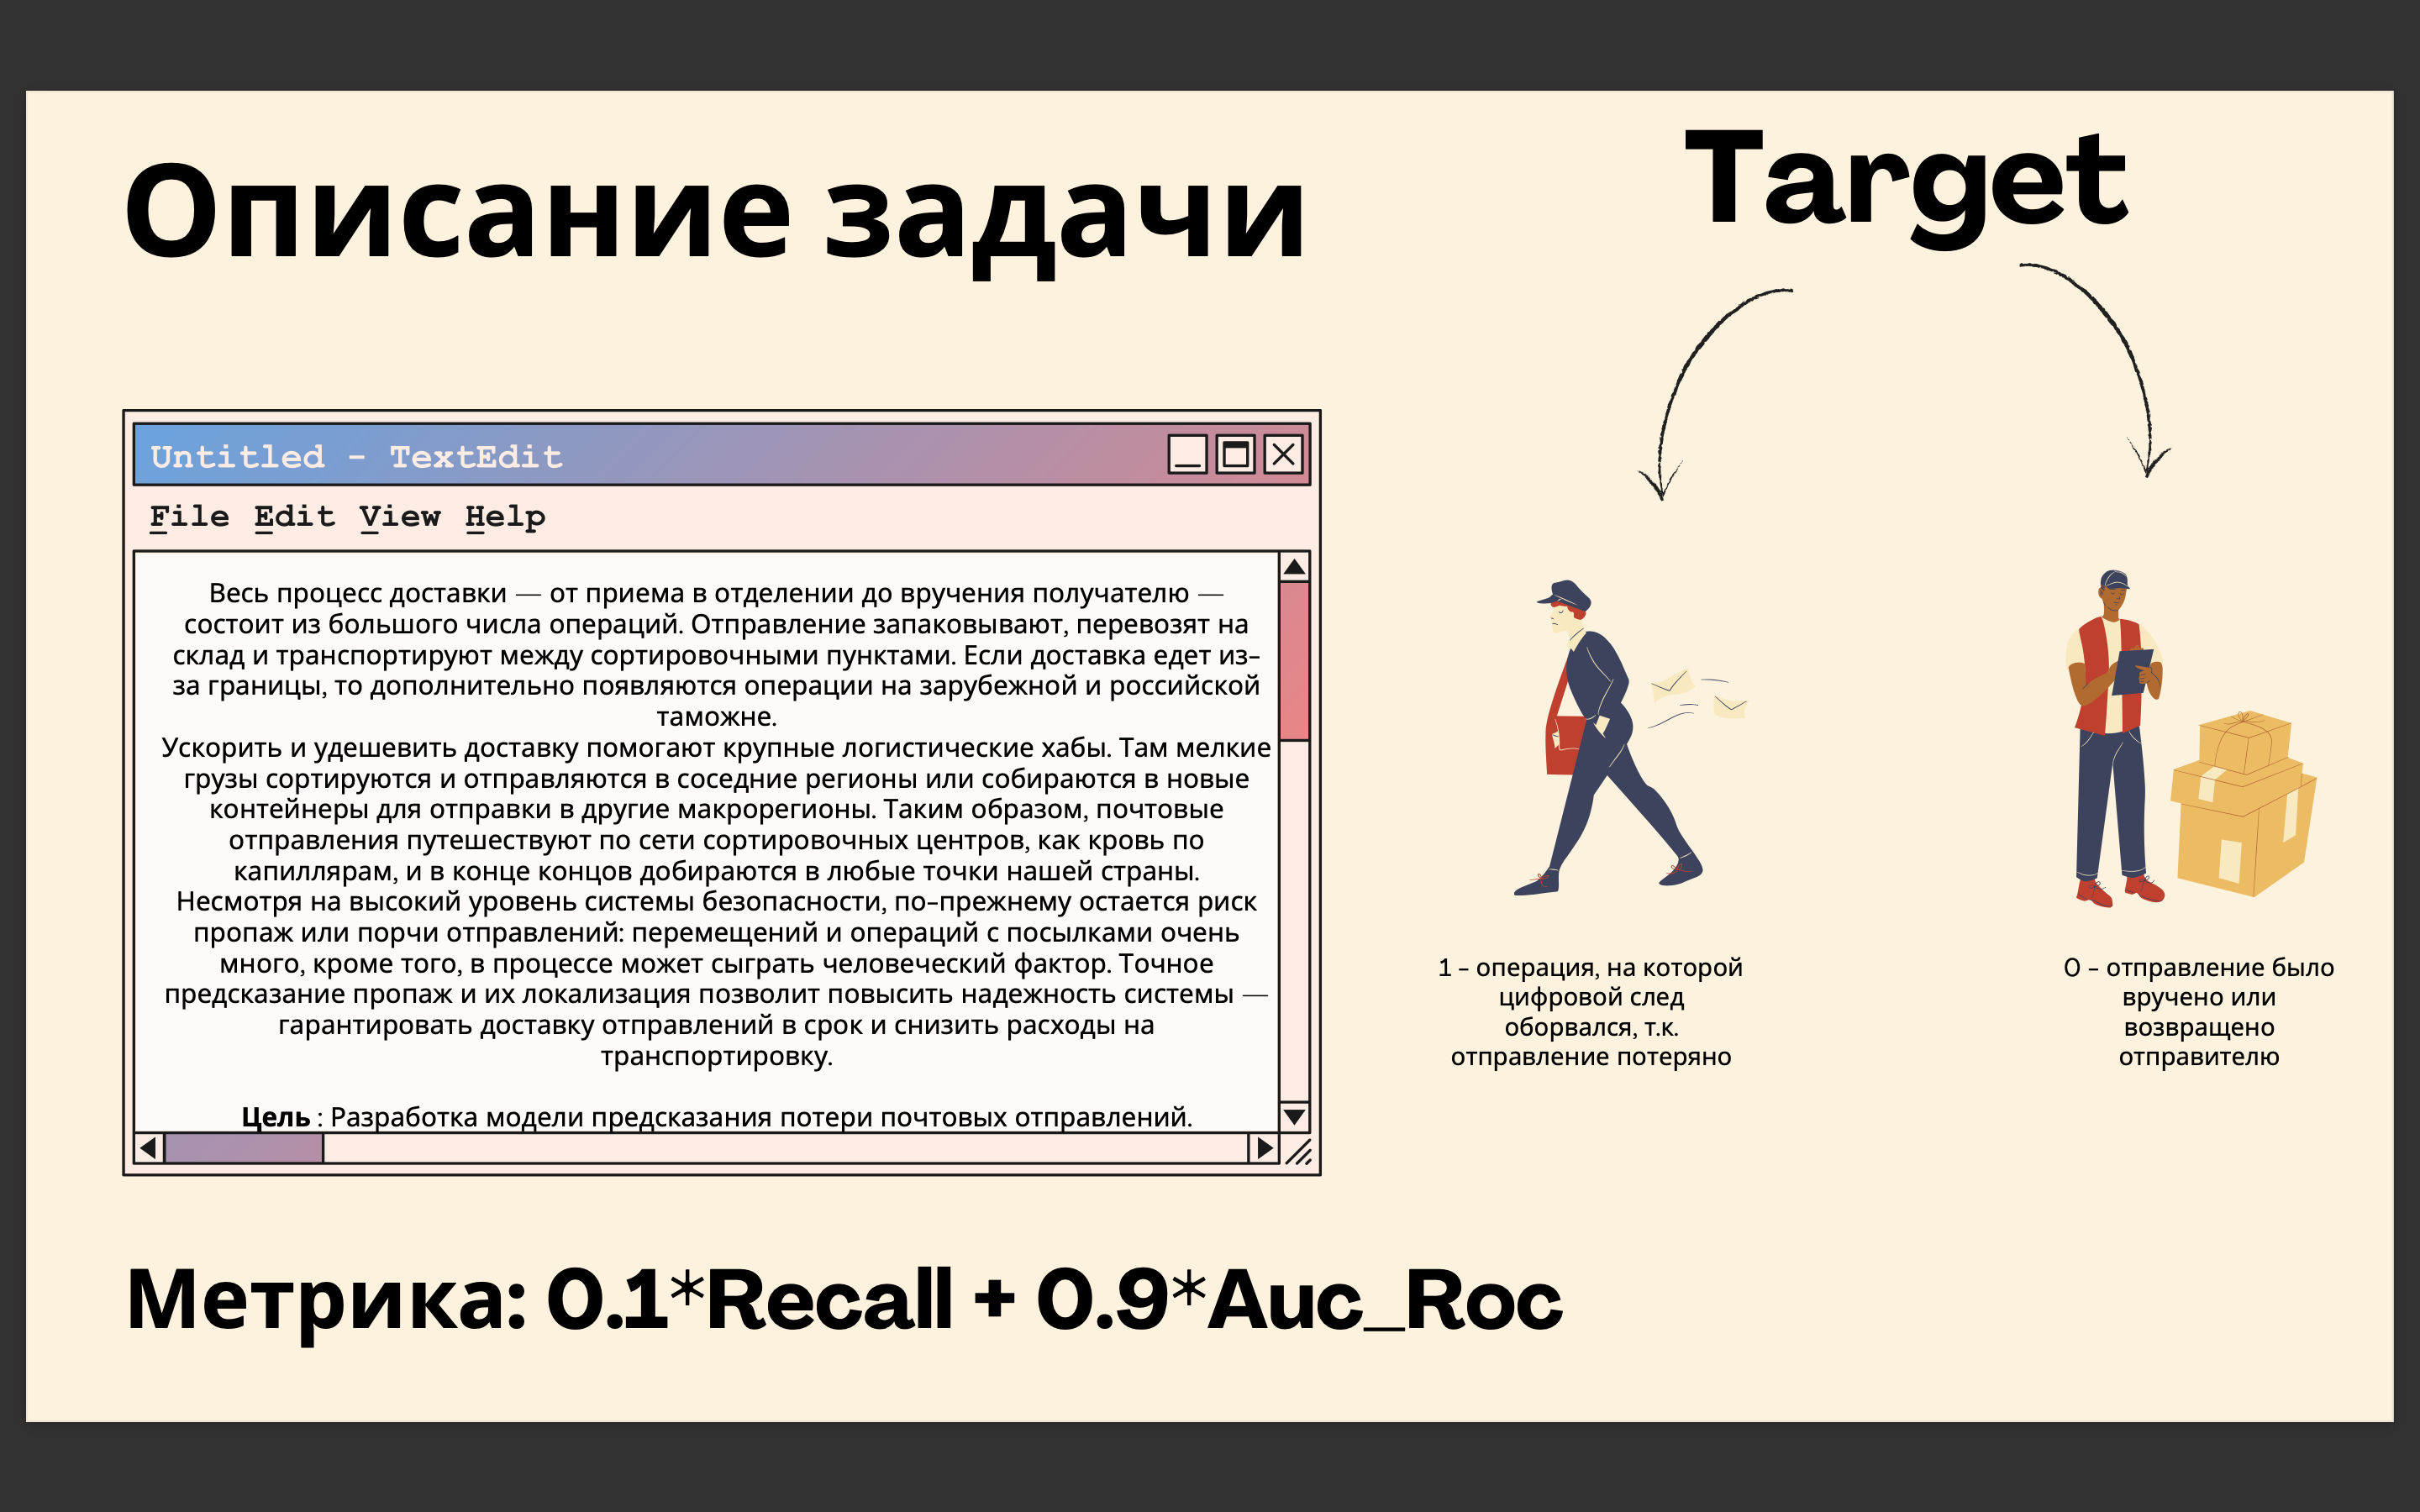 Описание задачи
Target
Untitled - TextEdit
File Edit View Help
Весь процесс доставки — от приема в отделении до вручения получателю —
состоит из большого числа операций. Отправление запаковывают, перевозят на
склад и транспортируют между сортировочными пунктами. Если доставка едет из-
за границы, то дополнительно появляются операции на зарубежной и российской
таможне.
Ускорить и удешевить доставку помогают крупные логистические хабы. Там мелкие
грузы сортируются и отправляются в соседние регионы или собираются в новые
контейнеры для отправки в другие макрорегионы. Таким образом, почтовые
отправления путешествуют по сети сортировочных центров, как кровь по
капиллярам, и в конце концов добираются в любые точки нашей страны.
Несмотря на высокий уровень системы безопасности, по-прежнему остается риск
пропаж или порчи отправлений: перемещений и операций с посылками очень
много, кроме того, в процессе может сыграть человеческий фактор. Точное
предсказание пропаж и их локализация позволит повысить надежность системы —
гарантировать доставку отправлений в срок и снизить расходы на
транспортировку.
Цель : Разработка модели предсказания потери почтовых отправлений.
1 - операция, на которой
цифровой след
оборвался, т.к.
отправление потеряно
0 - отправление было
вручено или
возвращено
отправителю
Метрика: 0.1*Recall + 0.9*Auc_Roc